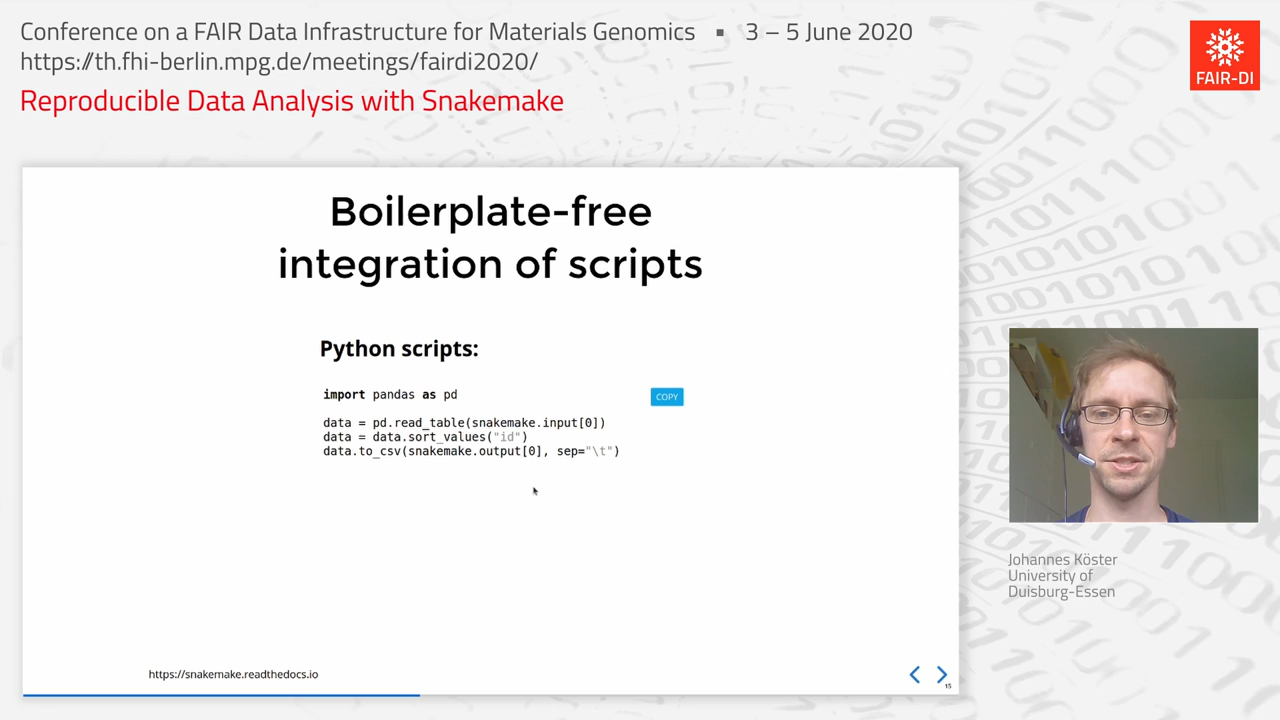 Conference on a FAIR Data Infrastructure for Materials Genomics ▪ 3 – 5 June 2020
https://th.fhi-berlin.mpg.de/meetings/fairdi2020/
Reproducible Data Analysis with Snakemake
FAIR-DI
Boilerplate-free
integration of scripts
Python scripts:
import pandas as pd
COPY
data = pd.read_table(snakemake.input[0])
data = data.sort_values("id")
data.to_csv(snakemake.output[0], sep="\t")
Johannes Köster
University of
Duisburg-Essen
https://snakemake.readthedocs.io
15